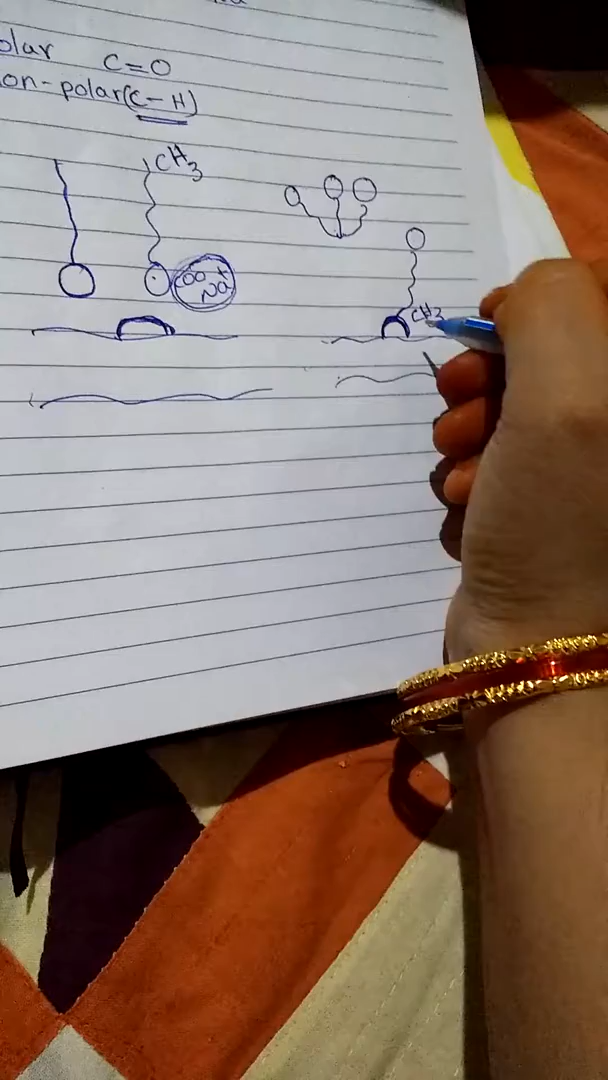 olar C=O
on-polar(C-H)
CH3
COO- Na+
CH3